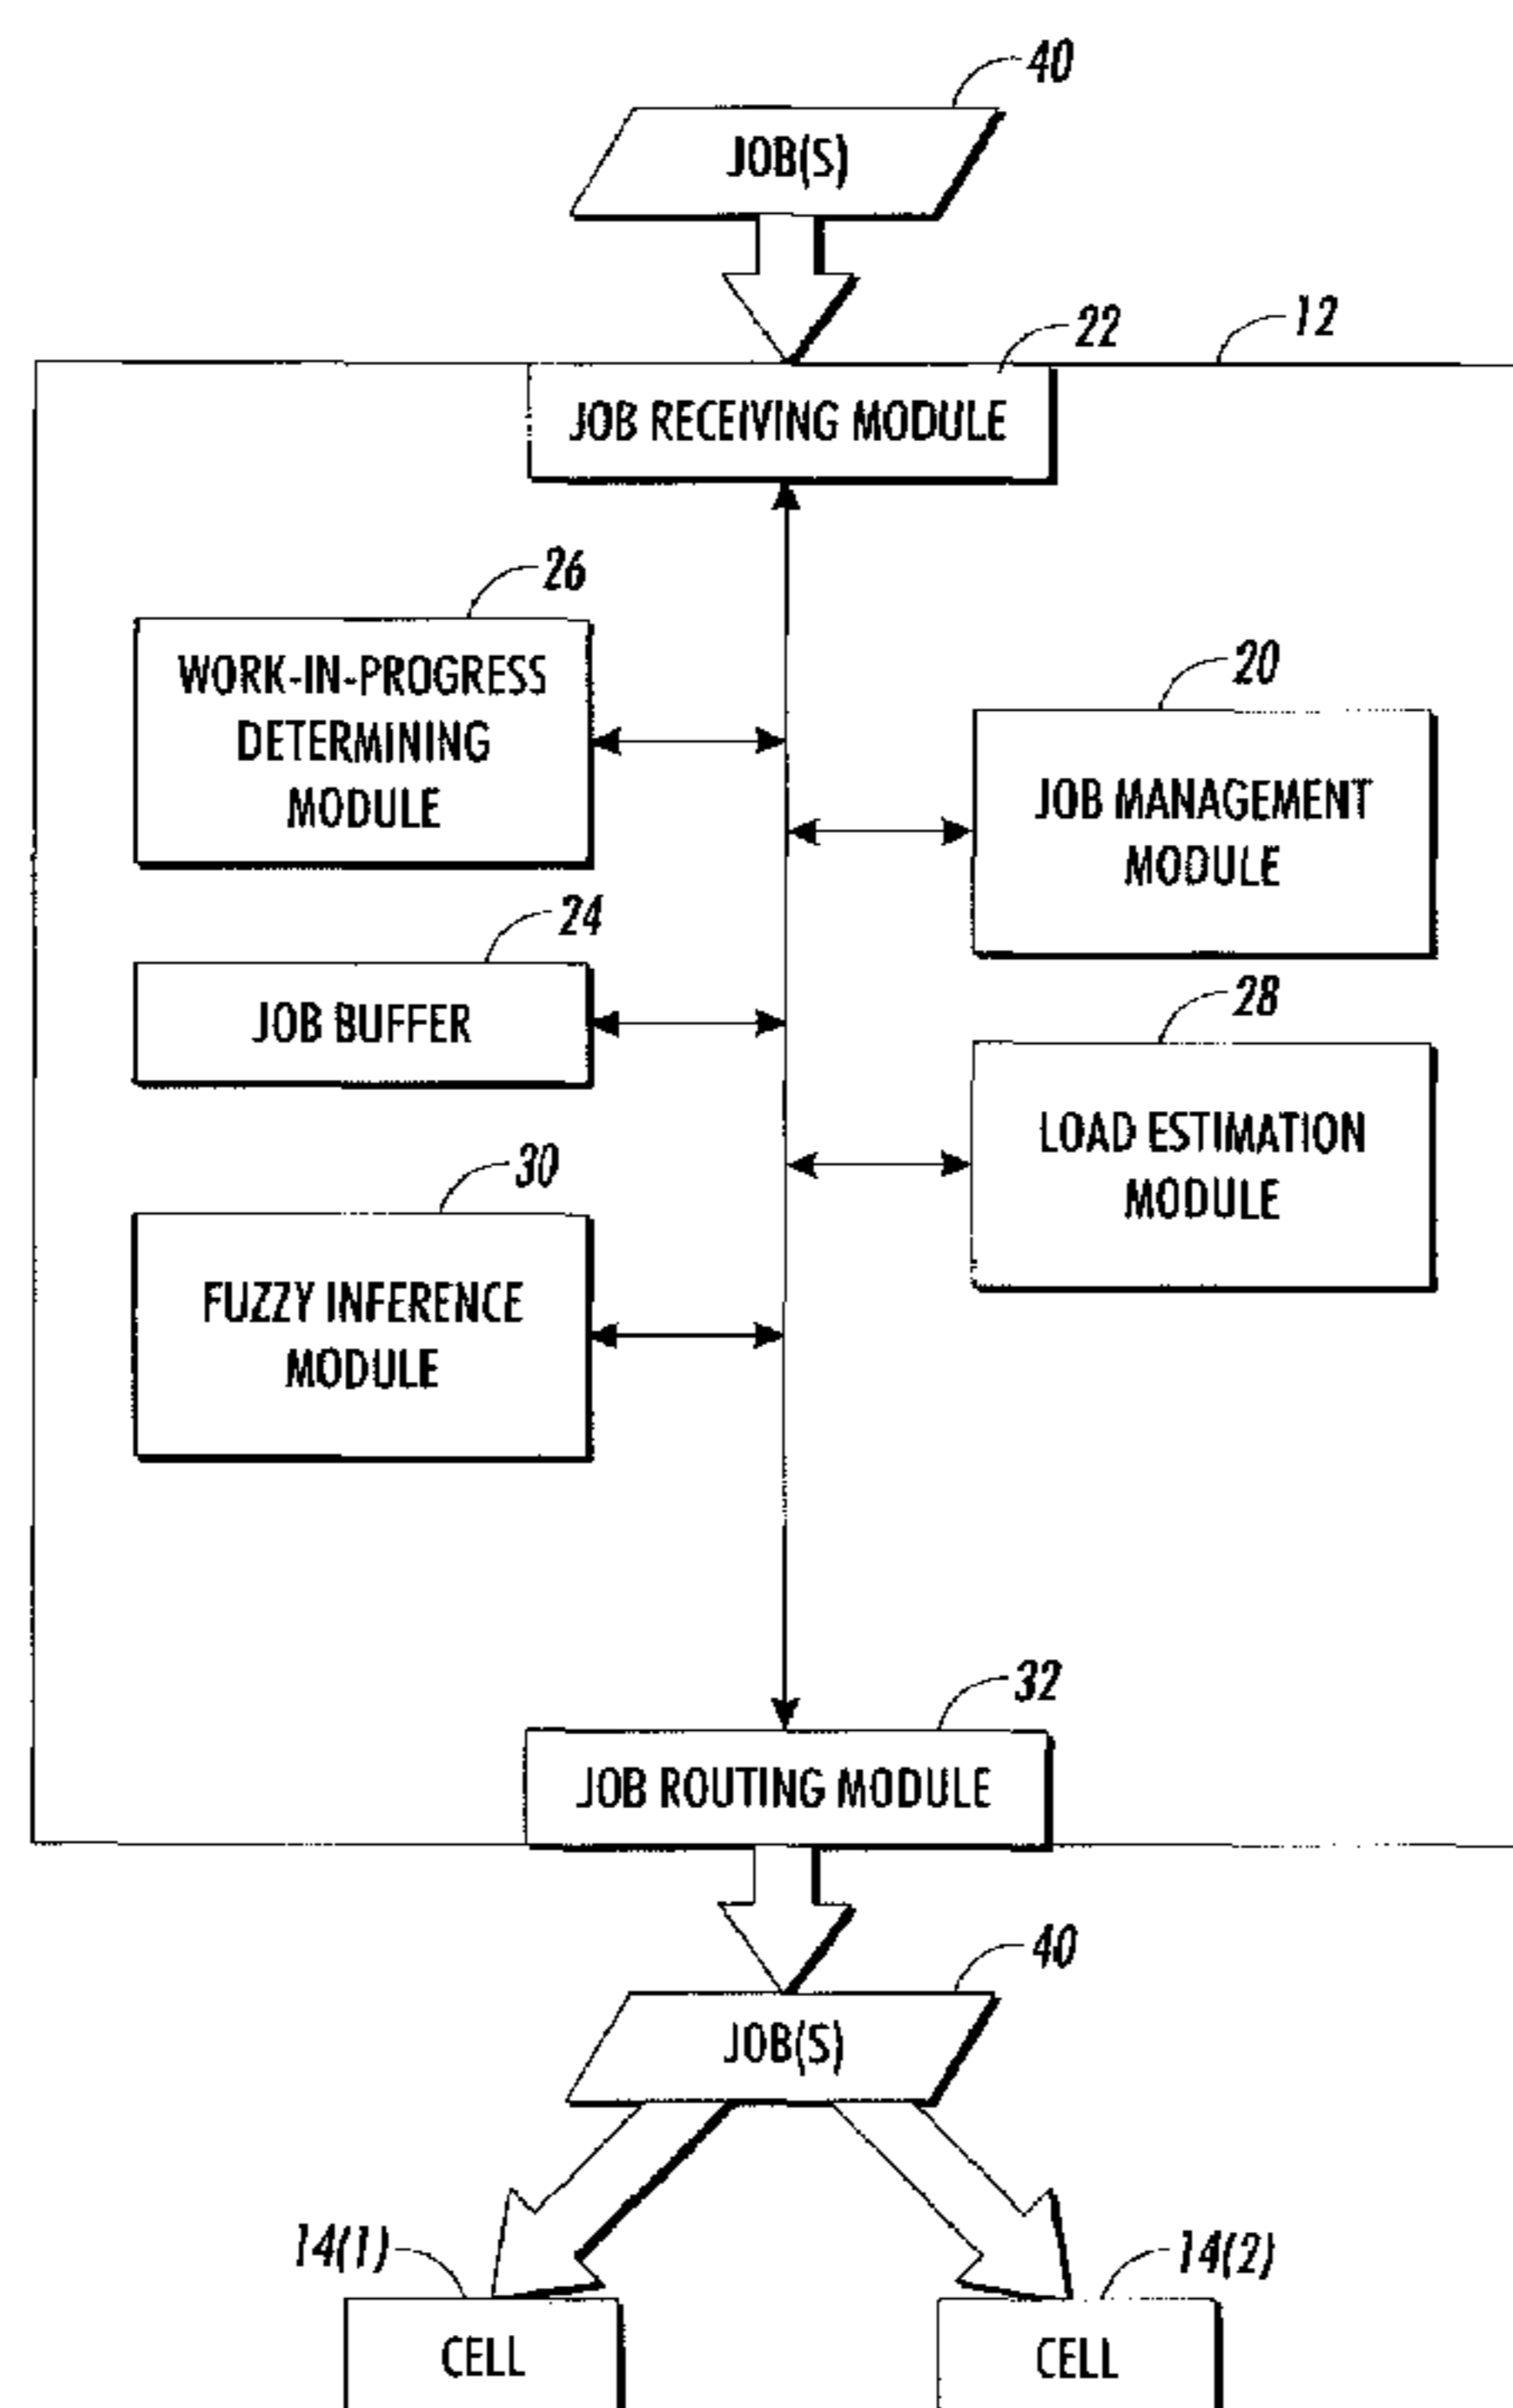 40
JOB(S)
22
12
JOB RECEIVING MODULE
26
WORK-IN-PROGRESS
DETERMINING
MODULE
20
JOB MANAGEMENT
MODULE
24
JOB BUFFER
28
LOAD ESTIMATION
MODULE
30
FUZZY INFERENCE
MODULE
32
JOB ROUTING MODULE
40
JOB(S)
14(1)
14(2)
CELL
CELL